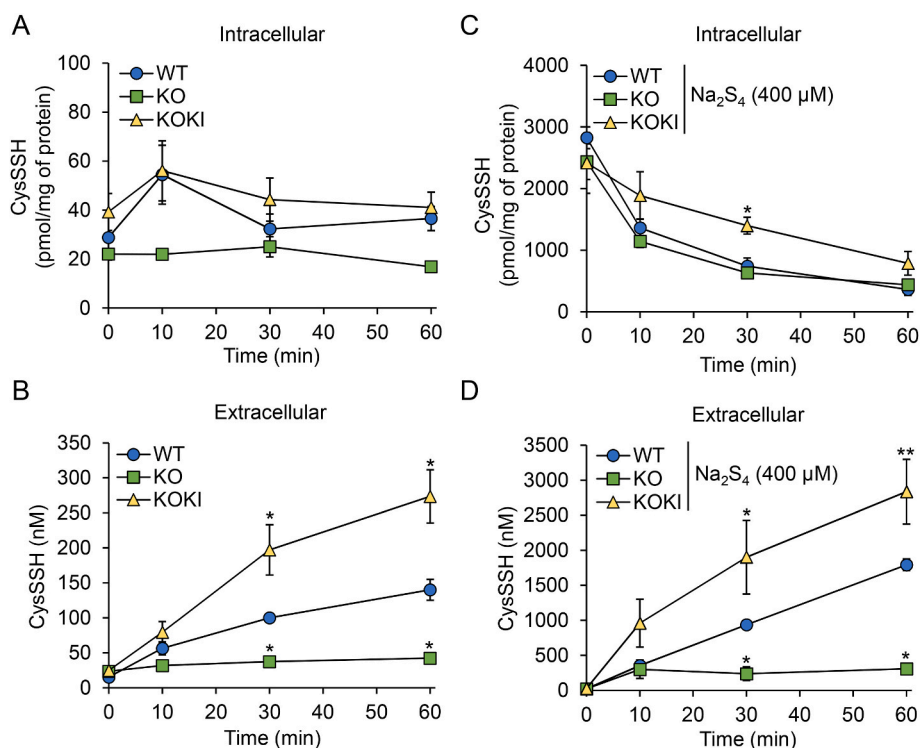 A
Intracellular
WT
KO
KOKI
CysSSH
(pmol/mg of protein)
100
80
60
40
20
0
0 10 20 30 40 50 60
Time (min)
C
Intracellular
WT
KO
KOKI
Na₂S₄ (400 µM)
CysSSH
(pmol/mg of protein)
4000
3000
2000
1000
0
*
0 10 20 30 40 50 60
Time (min)
B
Extracellular
WT
KO
KOKI
CysSSH (nM)
350
300
250
200
150
100
50
0
*
*
*
*
0 10 20 30 40 50 60
Time (min)
D
Extracellular
WT
KO
KOKI
Na₂S₄ (400 µM)
CysSSH (nM)
3500
3000
2500
2000
1500
1000
500
0
**
*
*
*
0 10 20 30 40 50 60
Time (min)